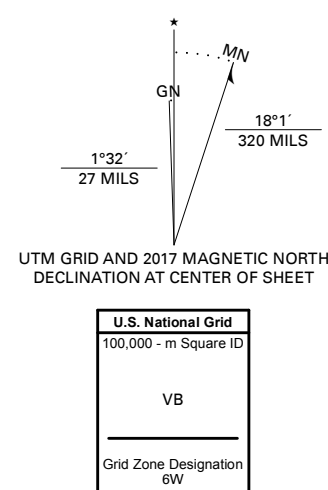 ★
MN
GN
18°1´
320 MILS
1°32´
27 MILS
UTM GRID AND 2017 MAGNETIC NORTH
DECLINATION AT CENTER OF SHEET
U.S. National Grid
100,000 - m Square ID
VB
Grid Zone Designation
6W